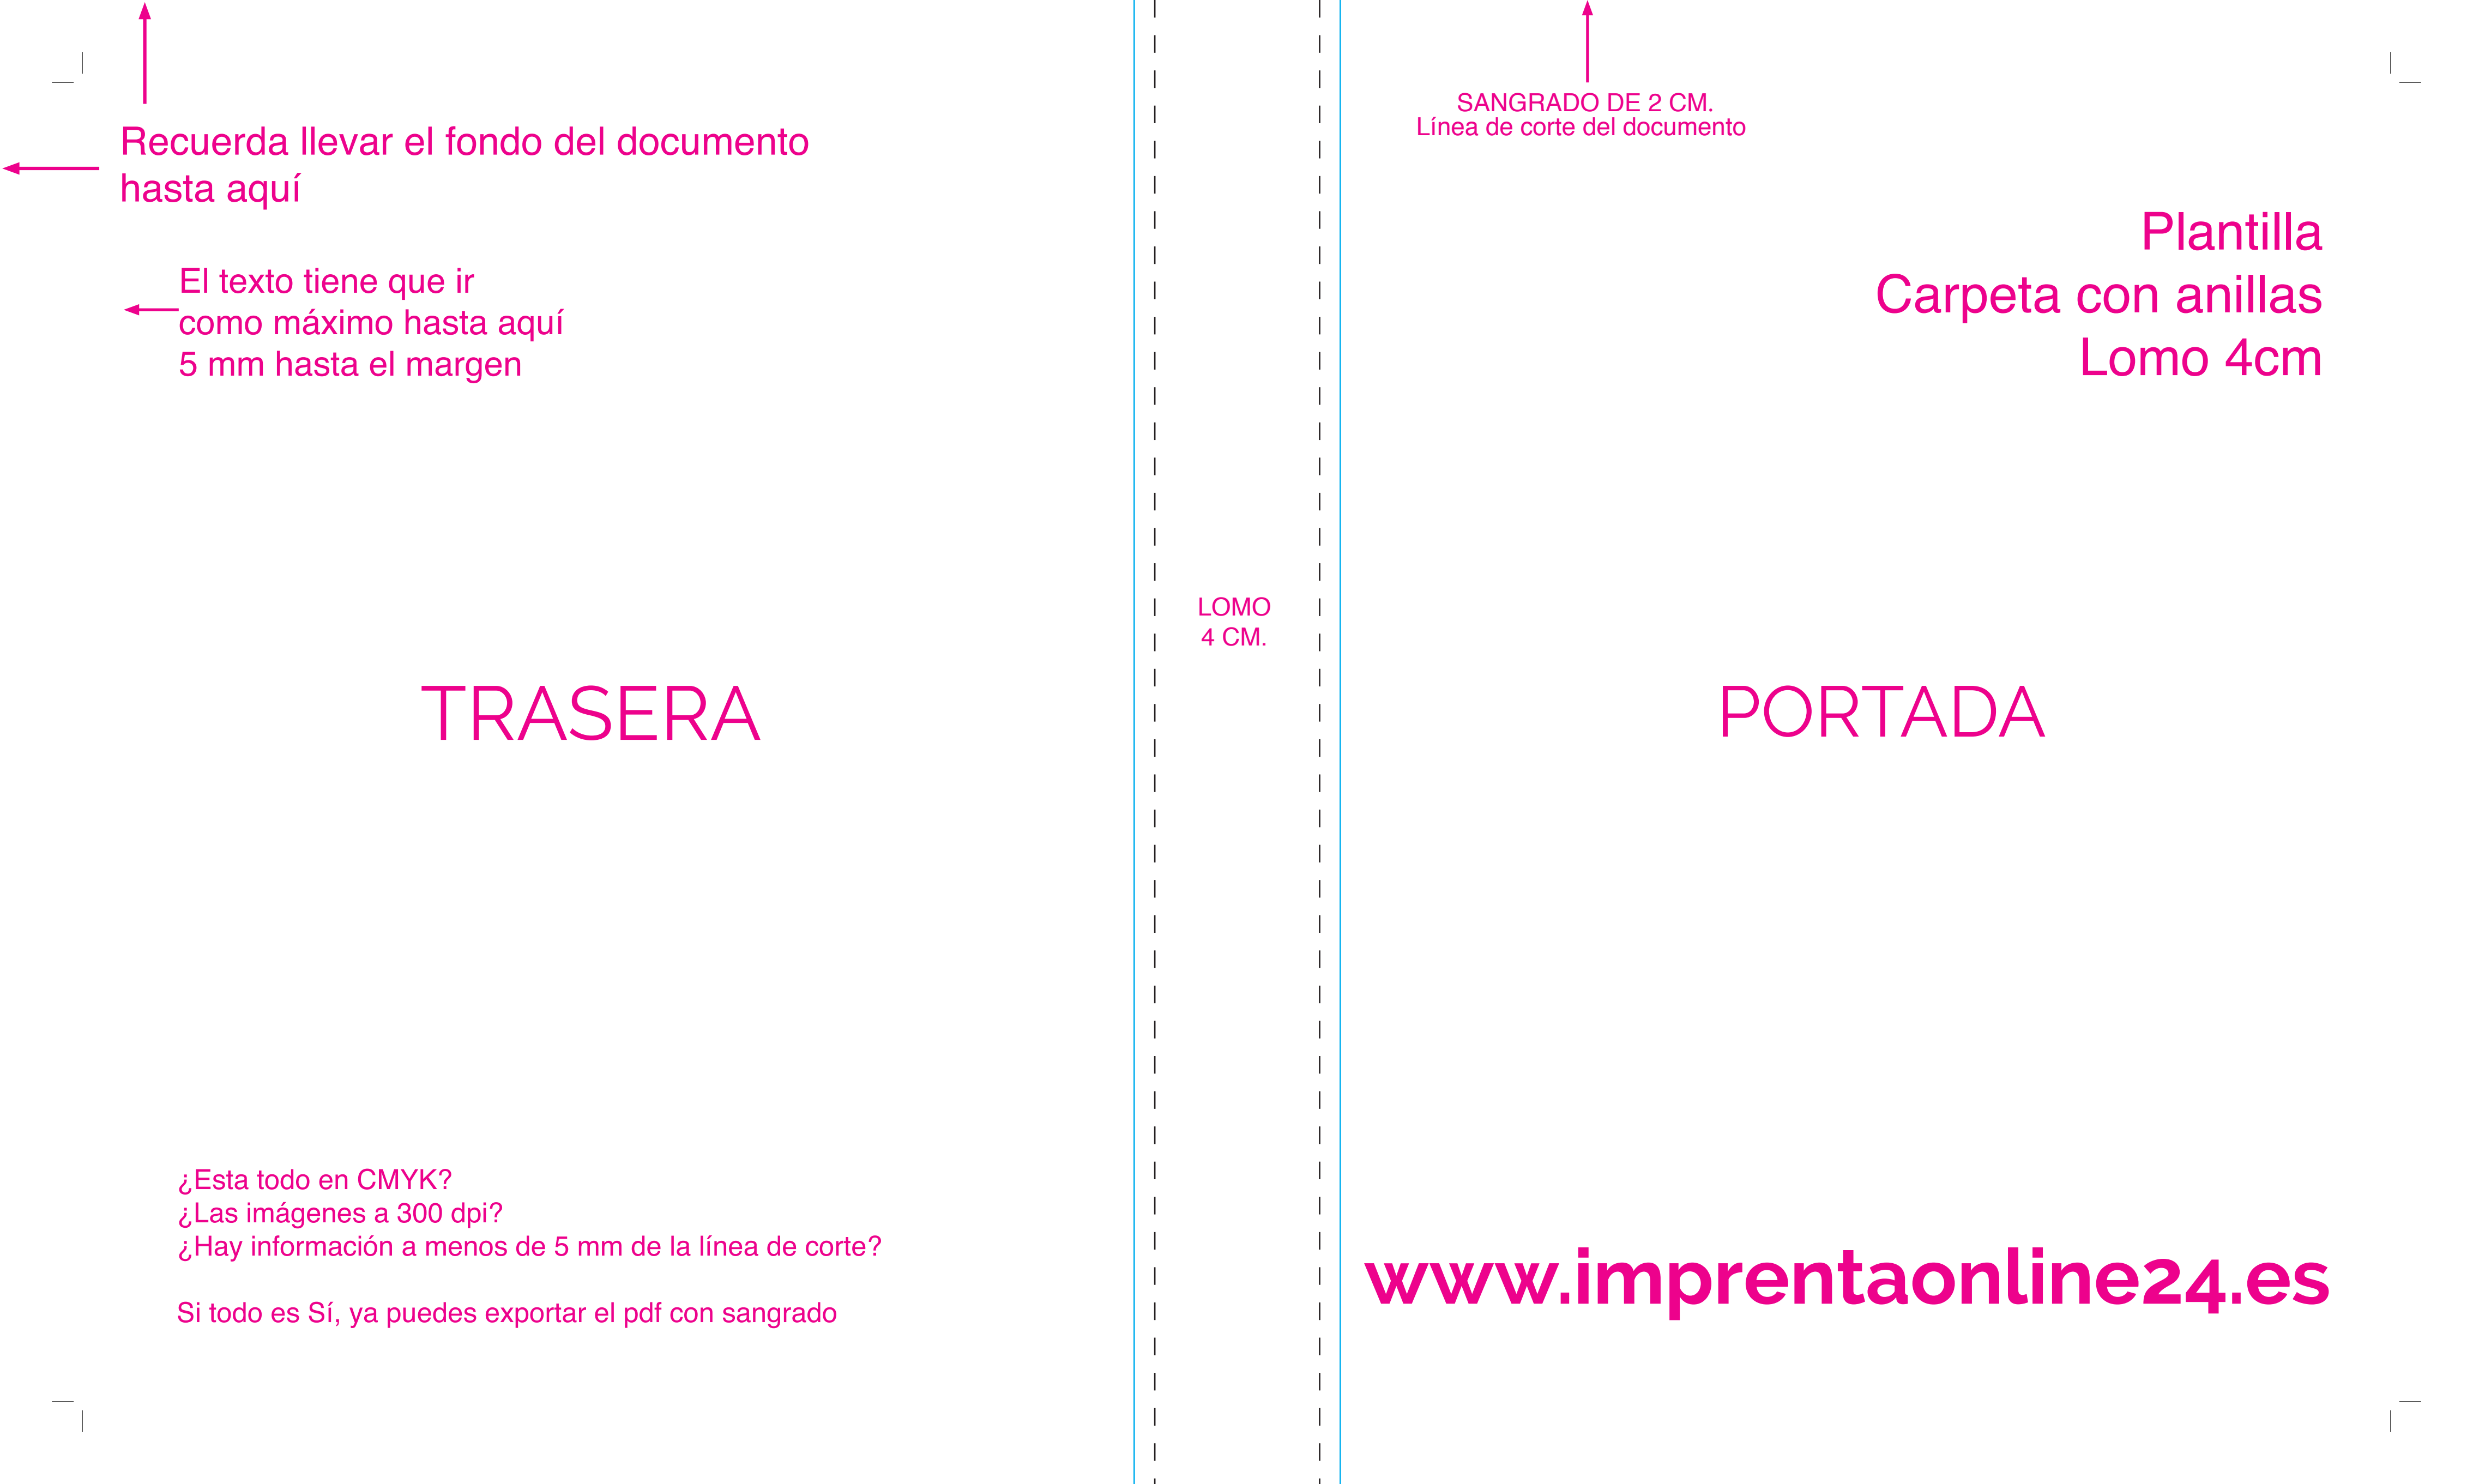 Recuerda llevar el fondo del documento
hasta aquí
El texto tiene que ir
como máximo hasta aquí
5 mm hasta el margen
TRASERA
¿Esta todo en CMYK?
¿Las imágenes a 300 dpi?
¿Hay información a menos de 5 mm de la línea de corte?
Si todo es Sí, ya puedes exportar el pdf con sangrado
LOMO
4 CM.
SANGRADO DE 2 CM.
Línea de corte del documento
Plantilla
Carpeta con anillas
Lomo 4cm
PORTADA
www.imprentaonline24.es